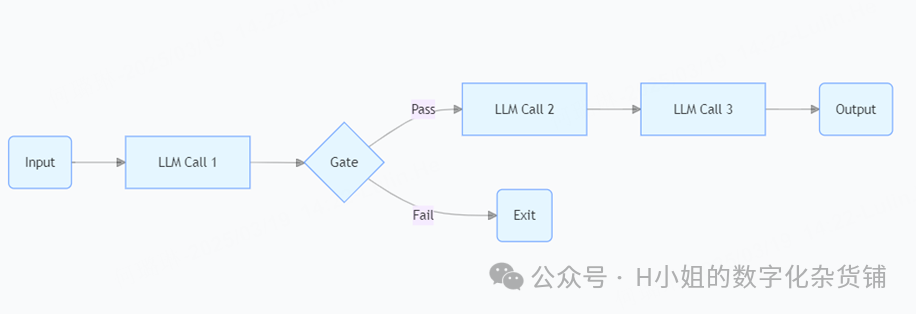 Input
LLM Call 1
Gate
Pass
LLM Call 2
LLM Call 3
Output
Fail
Exit
公众号 · H小姐的数字化杂货铺